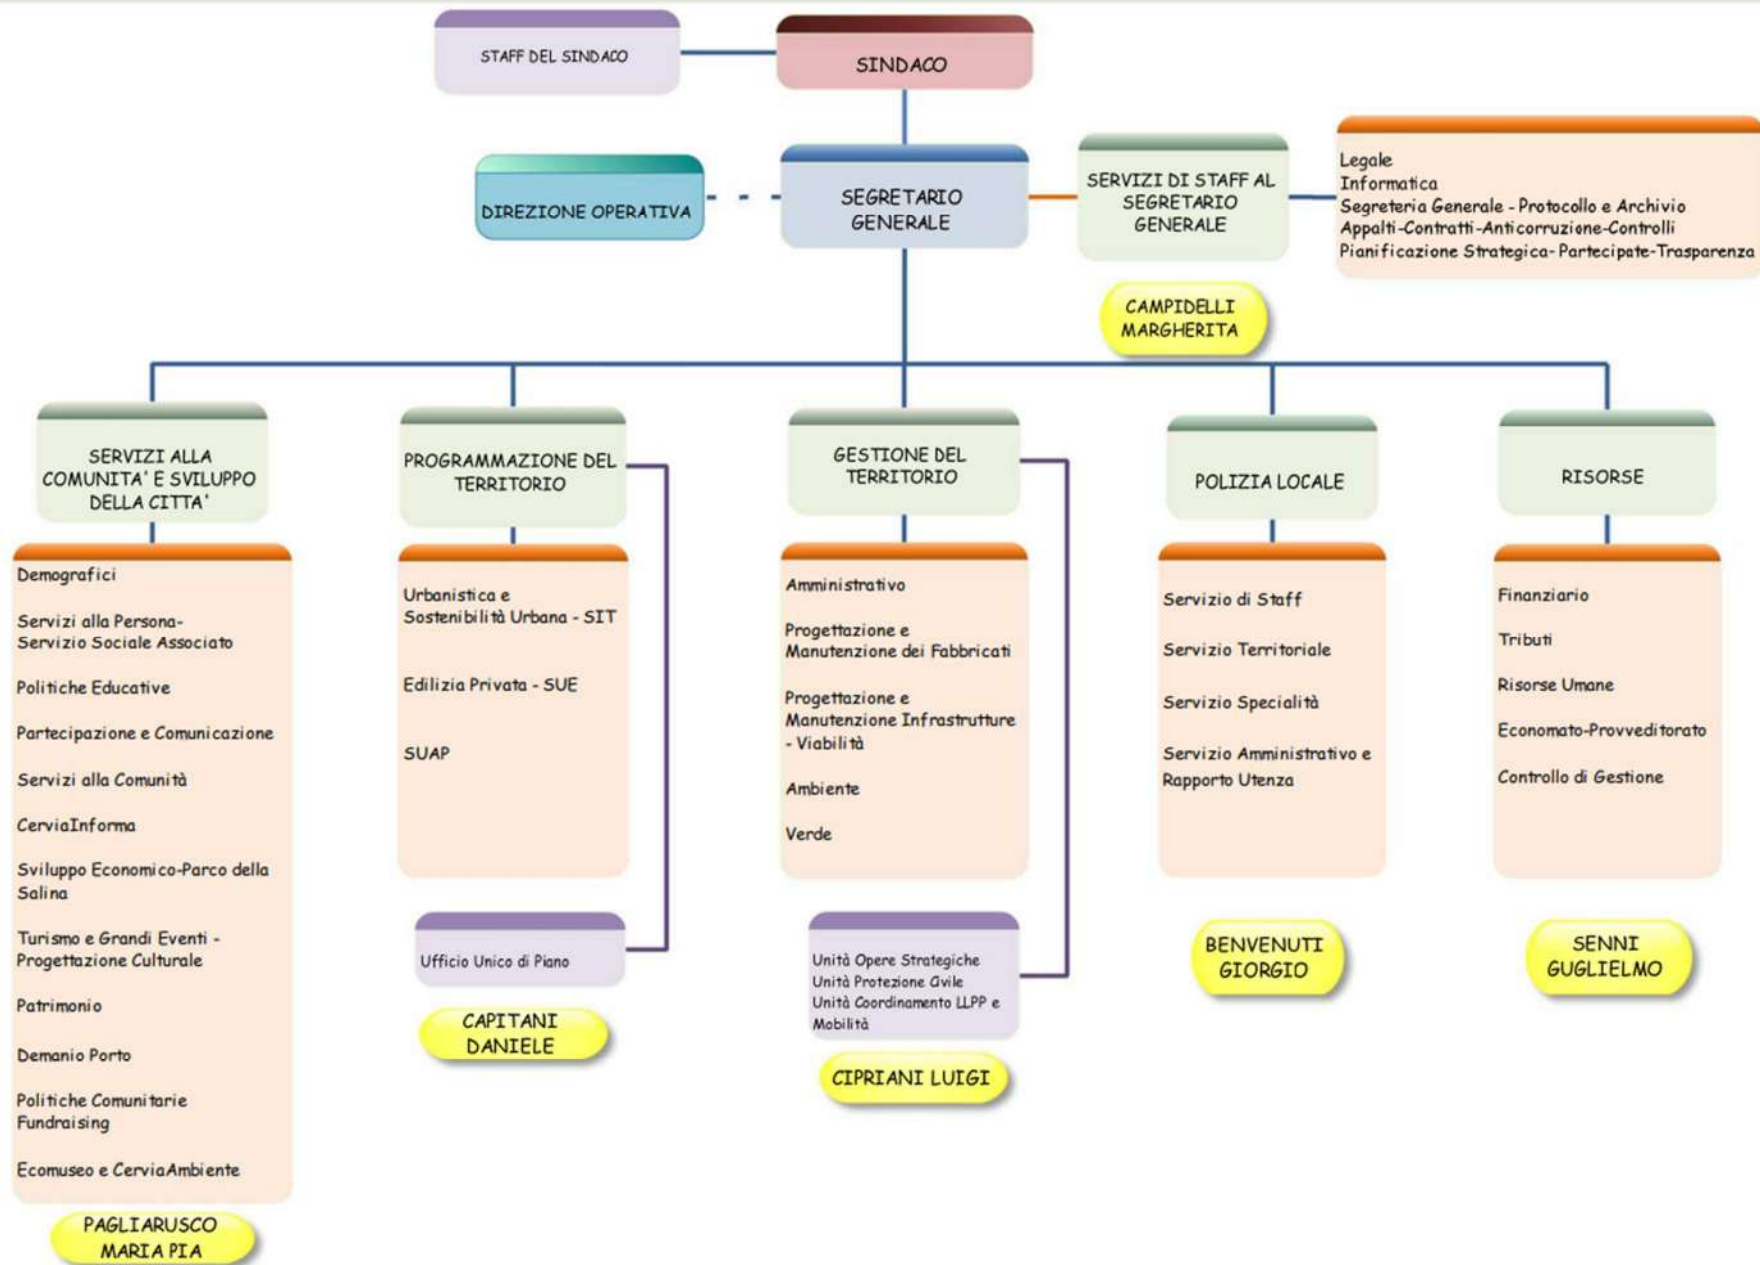 STAFF DEL SINDACO
SINDACO
DIREZIONE OPERATIVA
SEGRETARIO
GENERALE
SERVIZI DI STAFF AL
SEGRETARIO
GENERALE
Legale
Informatica
Segreteria Generale - Protocollo e Archivio
Appalti-Contratti-Anticorruzione-Controlli
Pianificazione Strategica- Partecipate-Trasparenza
CAMPIDELLI
MARGHERITA
SERVIZI ALLA
COMUNITA' E SVILUPPO
DELLA CITTA'
Demografici
Servizi alla Persona-
Servizio Sociale Associato
Politiche Educative
Partecipazione e Comunicazione
Servizi alla Comunità
CerviaInforma
Sviluppo Economico-Parco della
Salina
Turismo e Grandi Eventi -
Progettazione Culturale
Patrimonio
Demanio Porto
Politiche Comunitarie
Fundraising
Ecomuseo e CerviaAmbiente
PAGLIARUSCO
MARIA PIA
PROGRAMMAZIONE DEL
TERRITORIO
Urbanistica e
Sostenibilità Urbana - SIT
Edilizia Privata - SUE
SUAP
Ufficio Unico di Piano
CAPITANI
DANIELE
GESTIONE DEL
TERRITORIO
Amministrativo
Progettazione e
Manutenzione dei Fabbricati
Progettazione e
Manutenzione Infrastrutture
- Viabilità
Ambiente
Verde
Unità Opere Strategiche
Unità Protezione Civile
Unità Coordinamento LLPP e
Mobilità
CIPRIANI LUIGI
POLIZIA LOCALE
Servizio di Staff
Servizio Territoriale
Servizio Specialità
Servizio Amministrativo e
Rapporto Utenza
BENVENUTI
GIORGIO
RISORSE
Finanziario
Tributi
Risorse Umane
Economato-Provveditorato
Controllo di Gestione
SENNI
GUGLIELMO